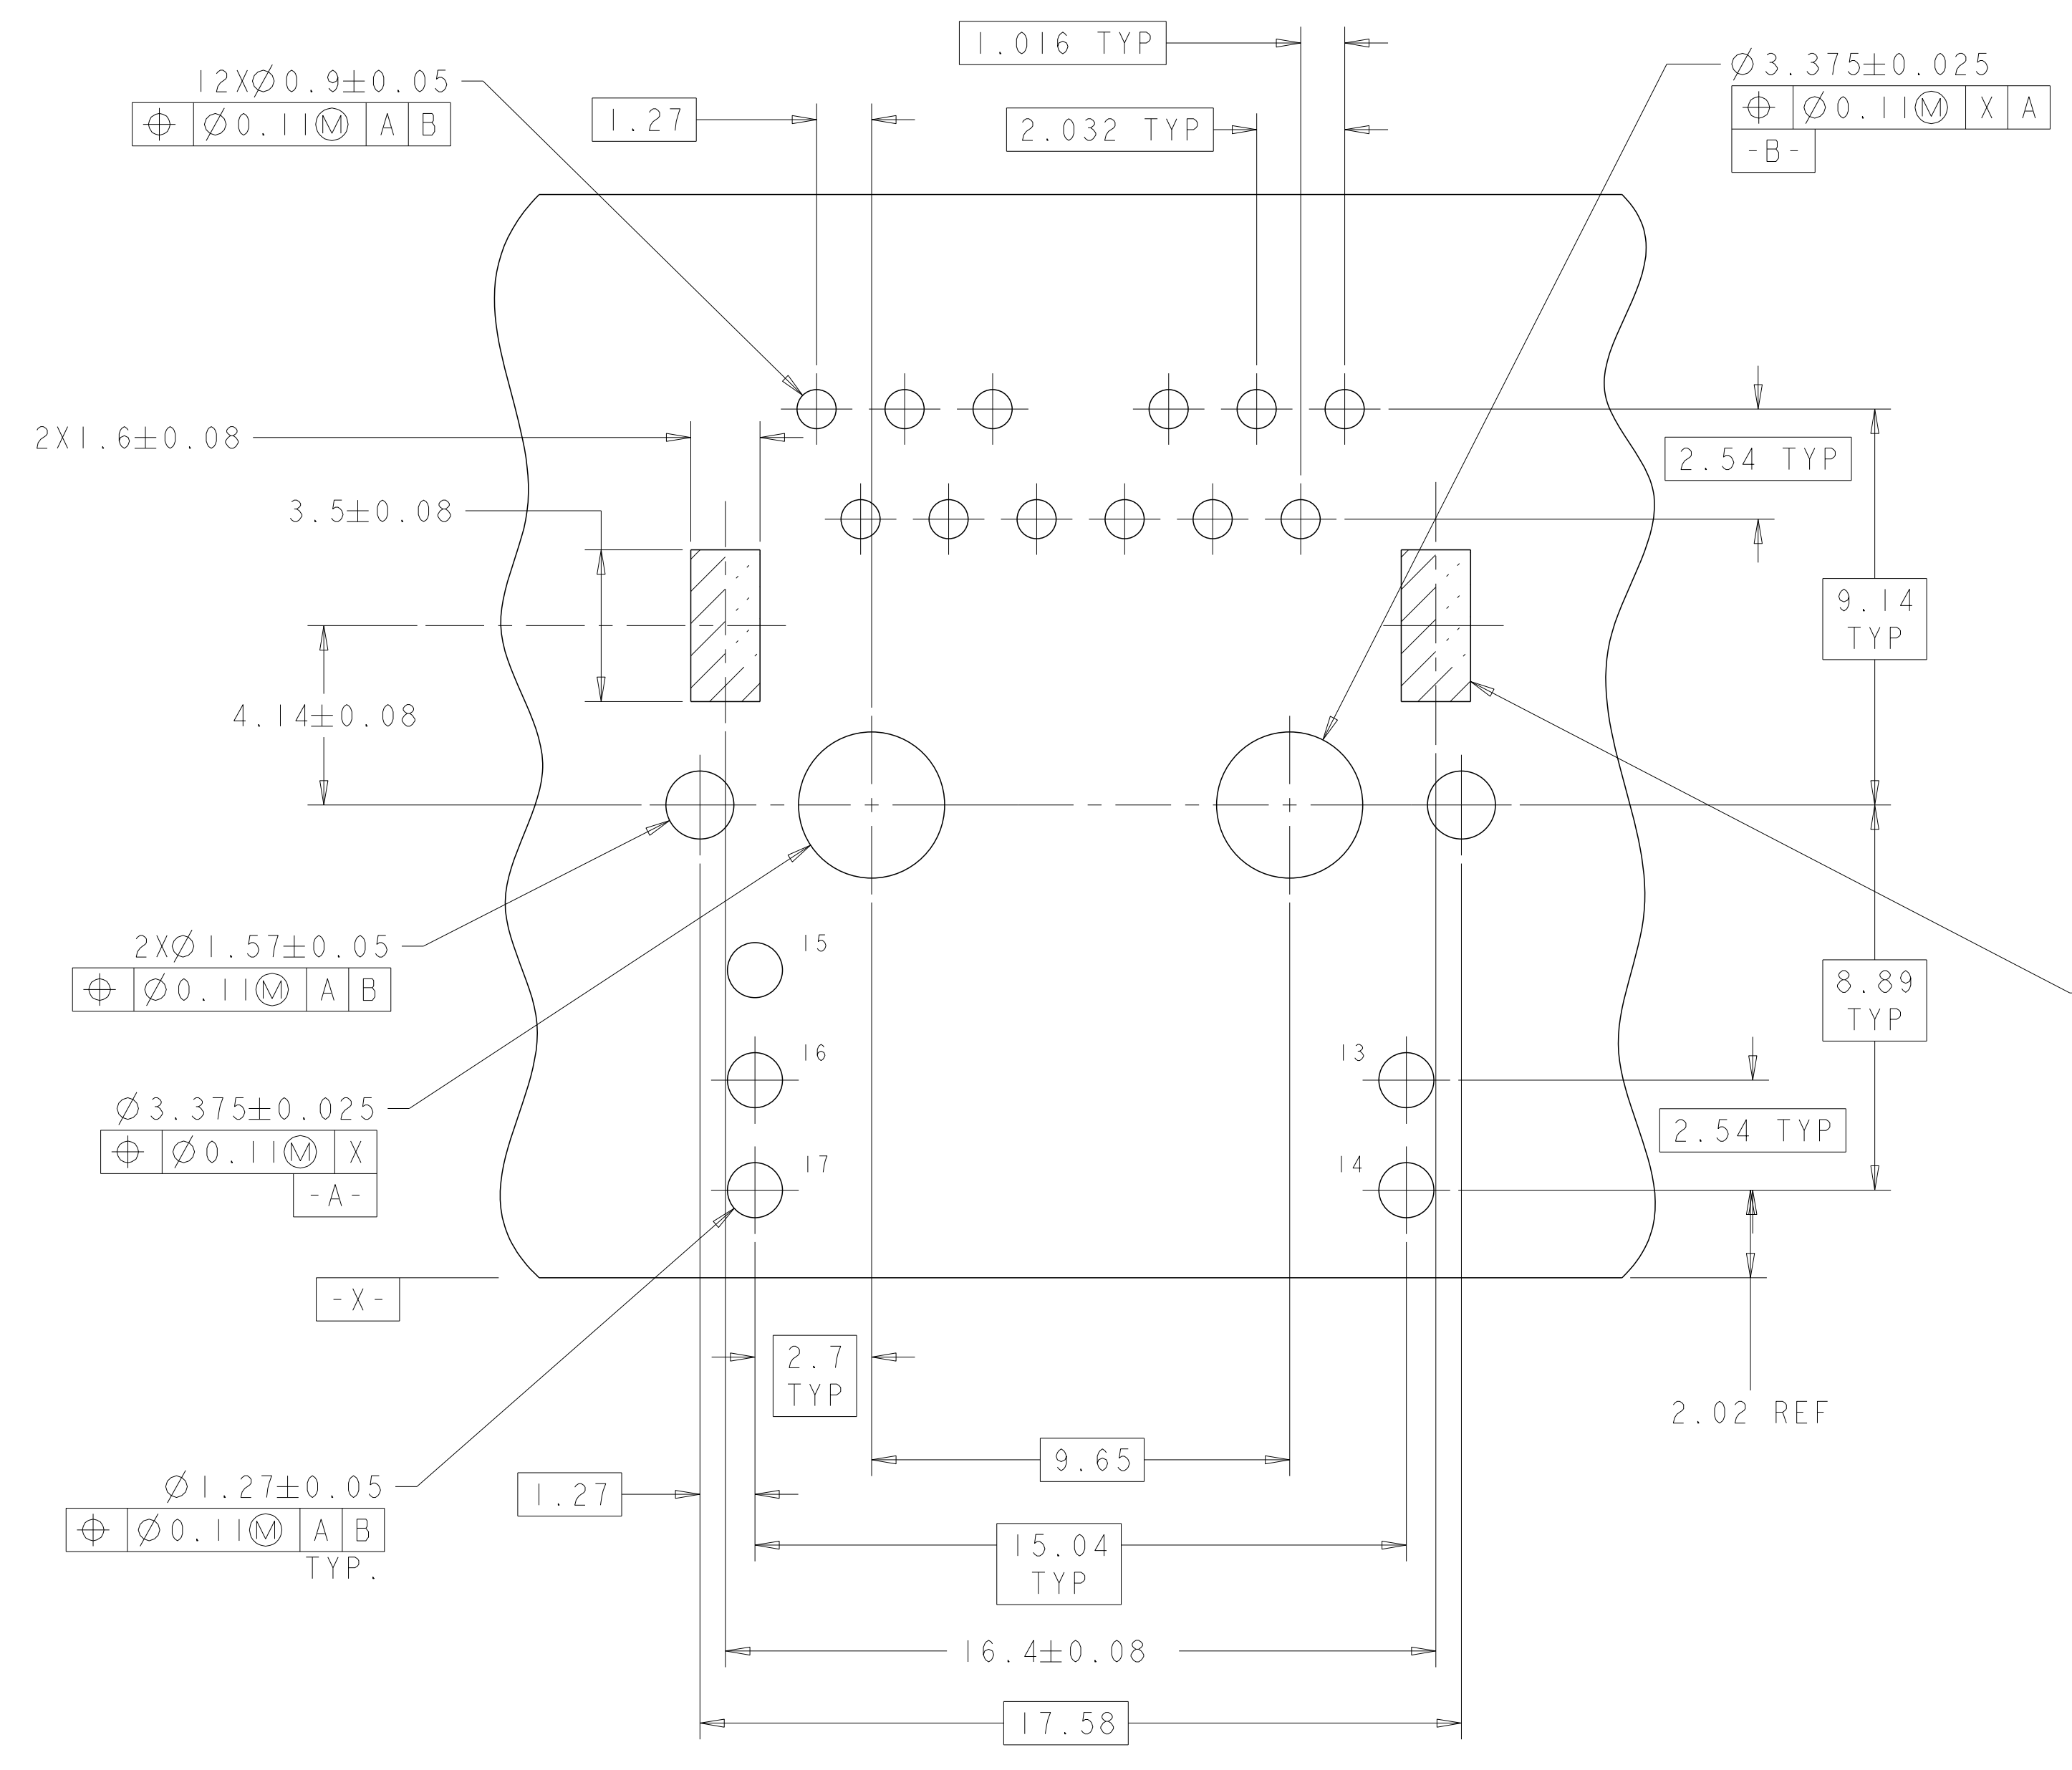 1.016 TYP
Ø3.375±0.025
⌖ Ø0.11Ⓜ X A
-B-
12XØ0.9±0.05
⌖ Ø0.11Ⓜ A B
1.27
2.032 TYP
2X1.6±0.08
2.54 TYP
3.5±0.08
9.14
TYP
4.14±0.08
2XØ1.57±0.05
⌖ Ø0.11Ⓜ A B
15
8.89
TYP
16
13
Ø3.375±0.025
⌖ Ø0.11Ⓜ X
-A-
2.54 TYP
17
14
-X-
2.7
TYP
2.02 REF
9.65
Ø1.27±0.05
⌖ Ø0.11Ⓜ A B
TYP.
1.27
15.04
TYP
16.4±0.08
17.58